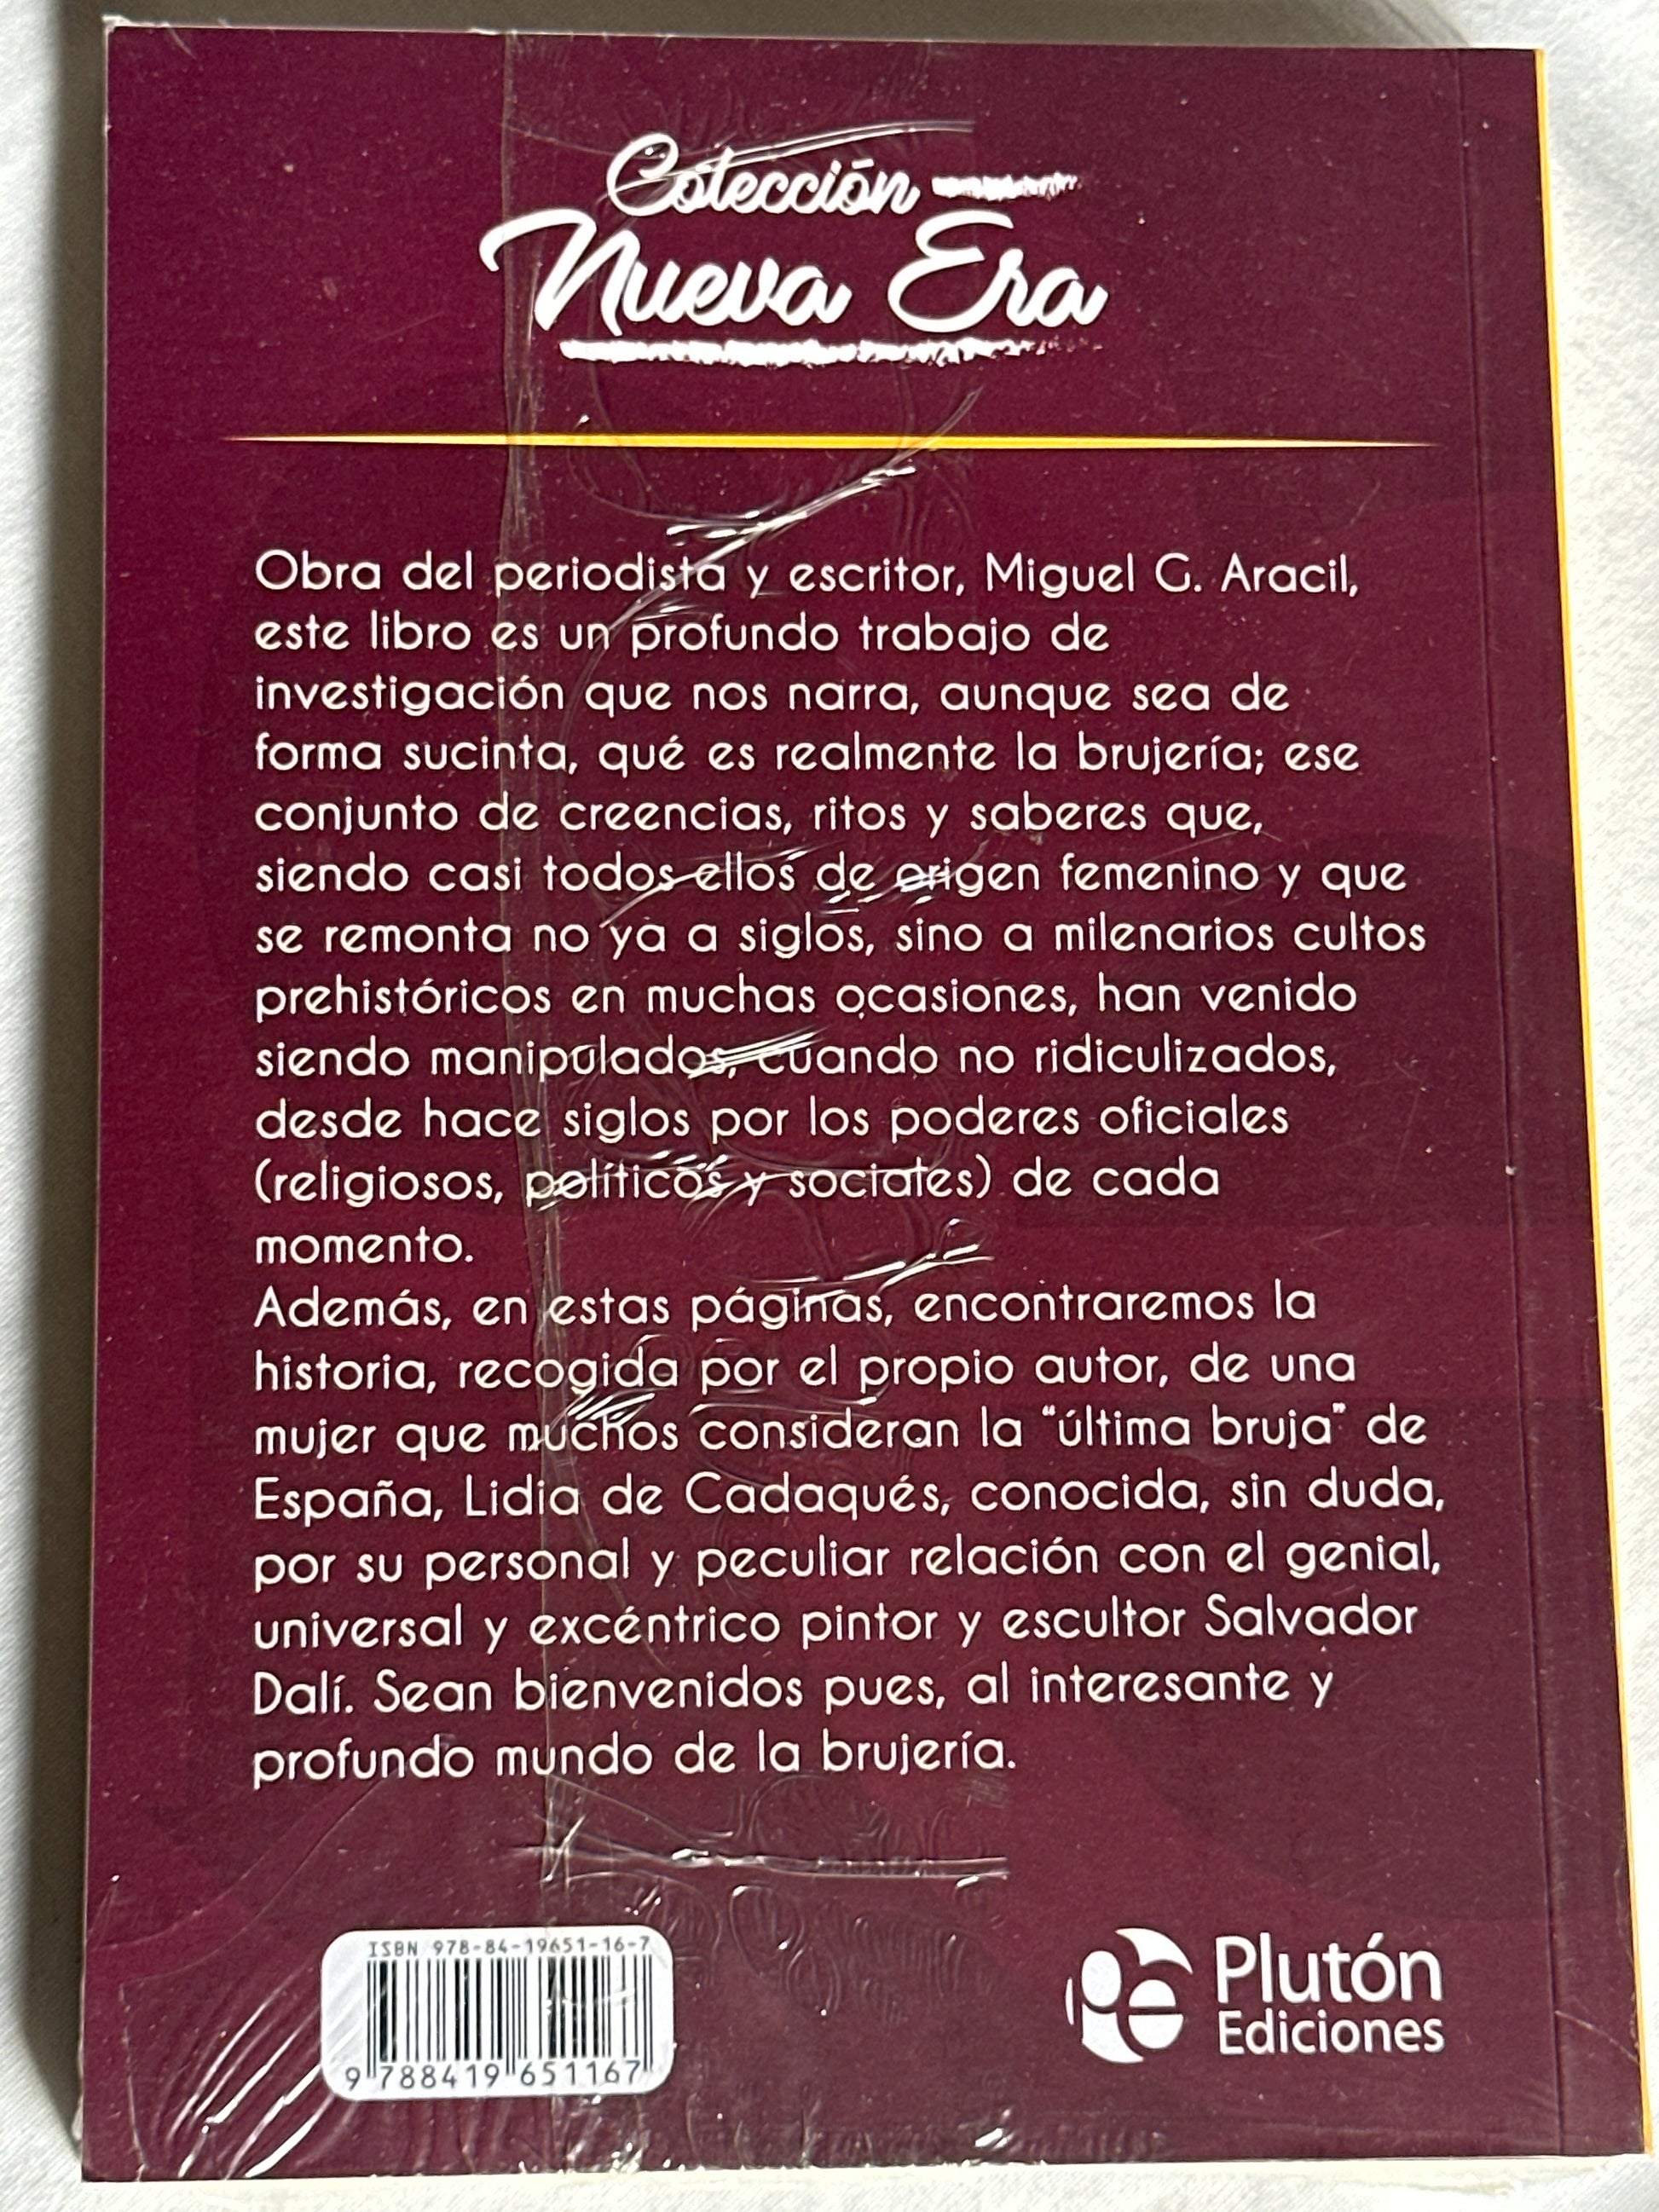 Colección
Nueva Era
Obra del periodista y escritor, Miguel G. Aracil,
este libro es un profundo trabajo de
investigación que nos narra, aunque sea de
forma sucinta, qué es realmente la brujería; ese
conjunto de creencias, ritos y saberes que,
siendo casi todos ellos de origen femenino y que
se remonta no ya a siglos, sino a milenarios cultos
prehistóricos en muchas ocasiones, han venido
siendo manipulados, cuando no ridiculizados,
desde hace siglos por los poderes oficiales
(religiosos, políticos y sociales) de cada
momento.
Además, en estas páginas, encontraremos la
historia, recogida por el propio autor, de una
mujer que muchos consideran la “última bruja” de
España, Lidia de Cadaqués, conocida, sin duda,
por su personal y peculiar relación con el genial,
universal y excéntrico pintor y escultor Salvador
Dalí. Sean bienvenidos pues, al interesante y
profundo mundo de la brujería.
ISBN 978-84-19651-16-7
9 788419 651167
Plutón
Ediciones